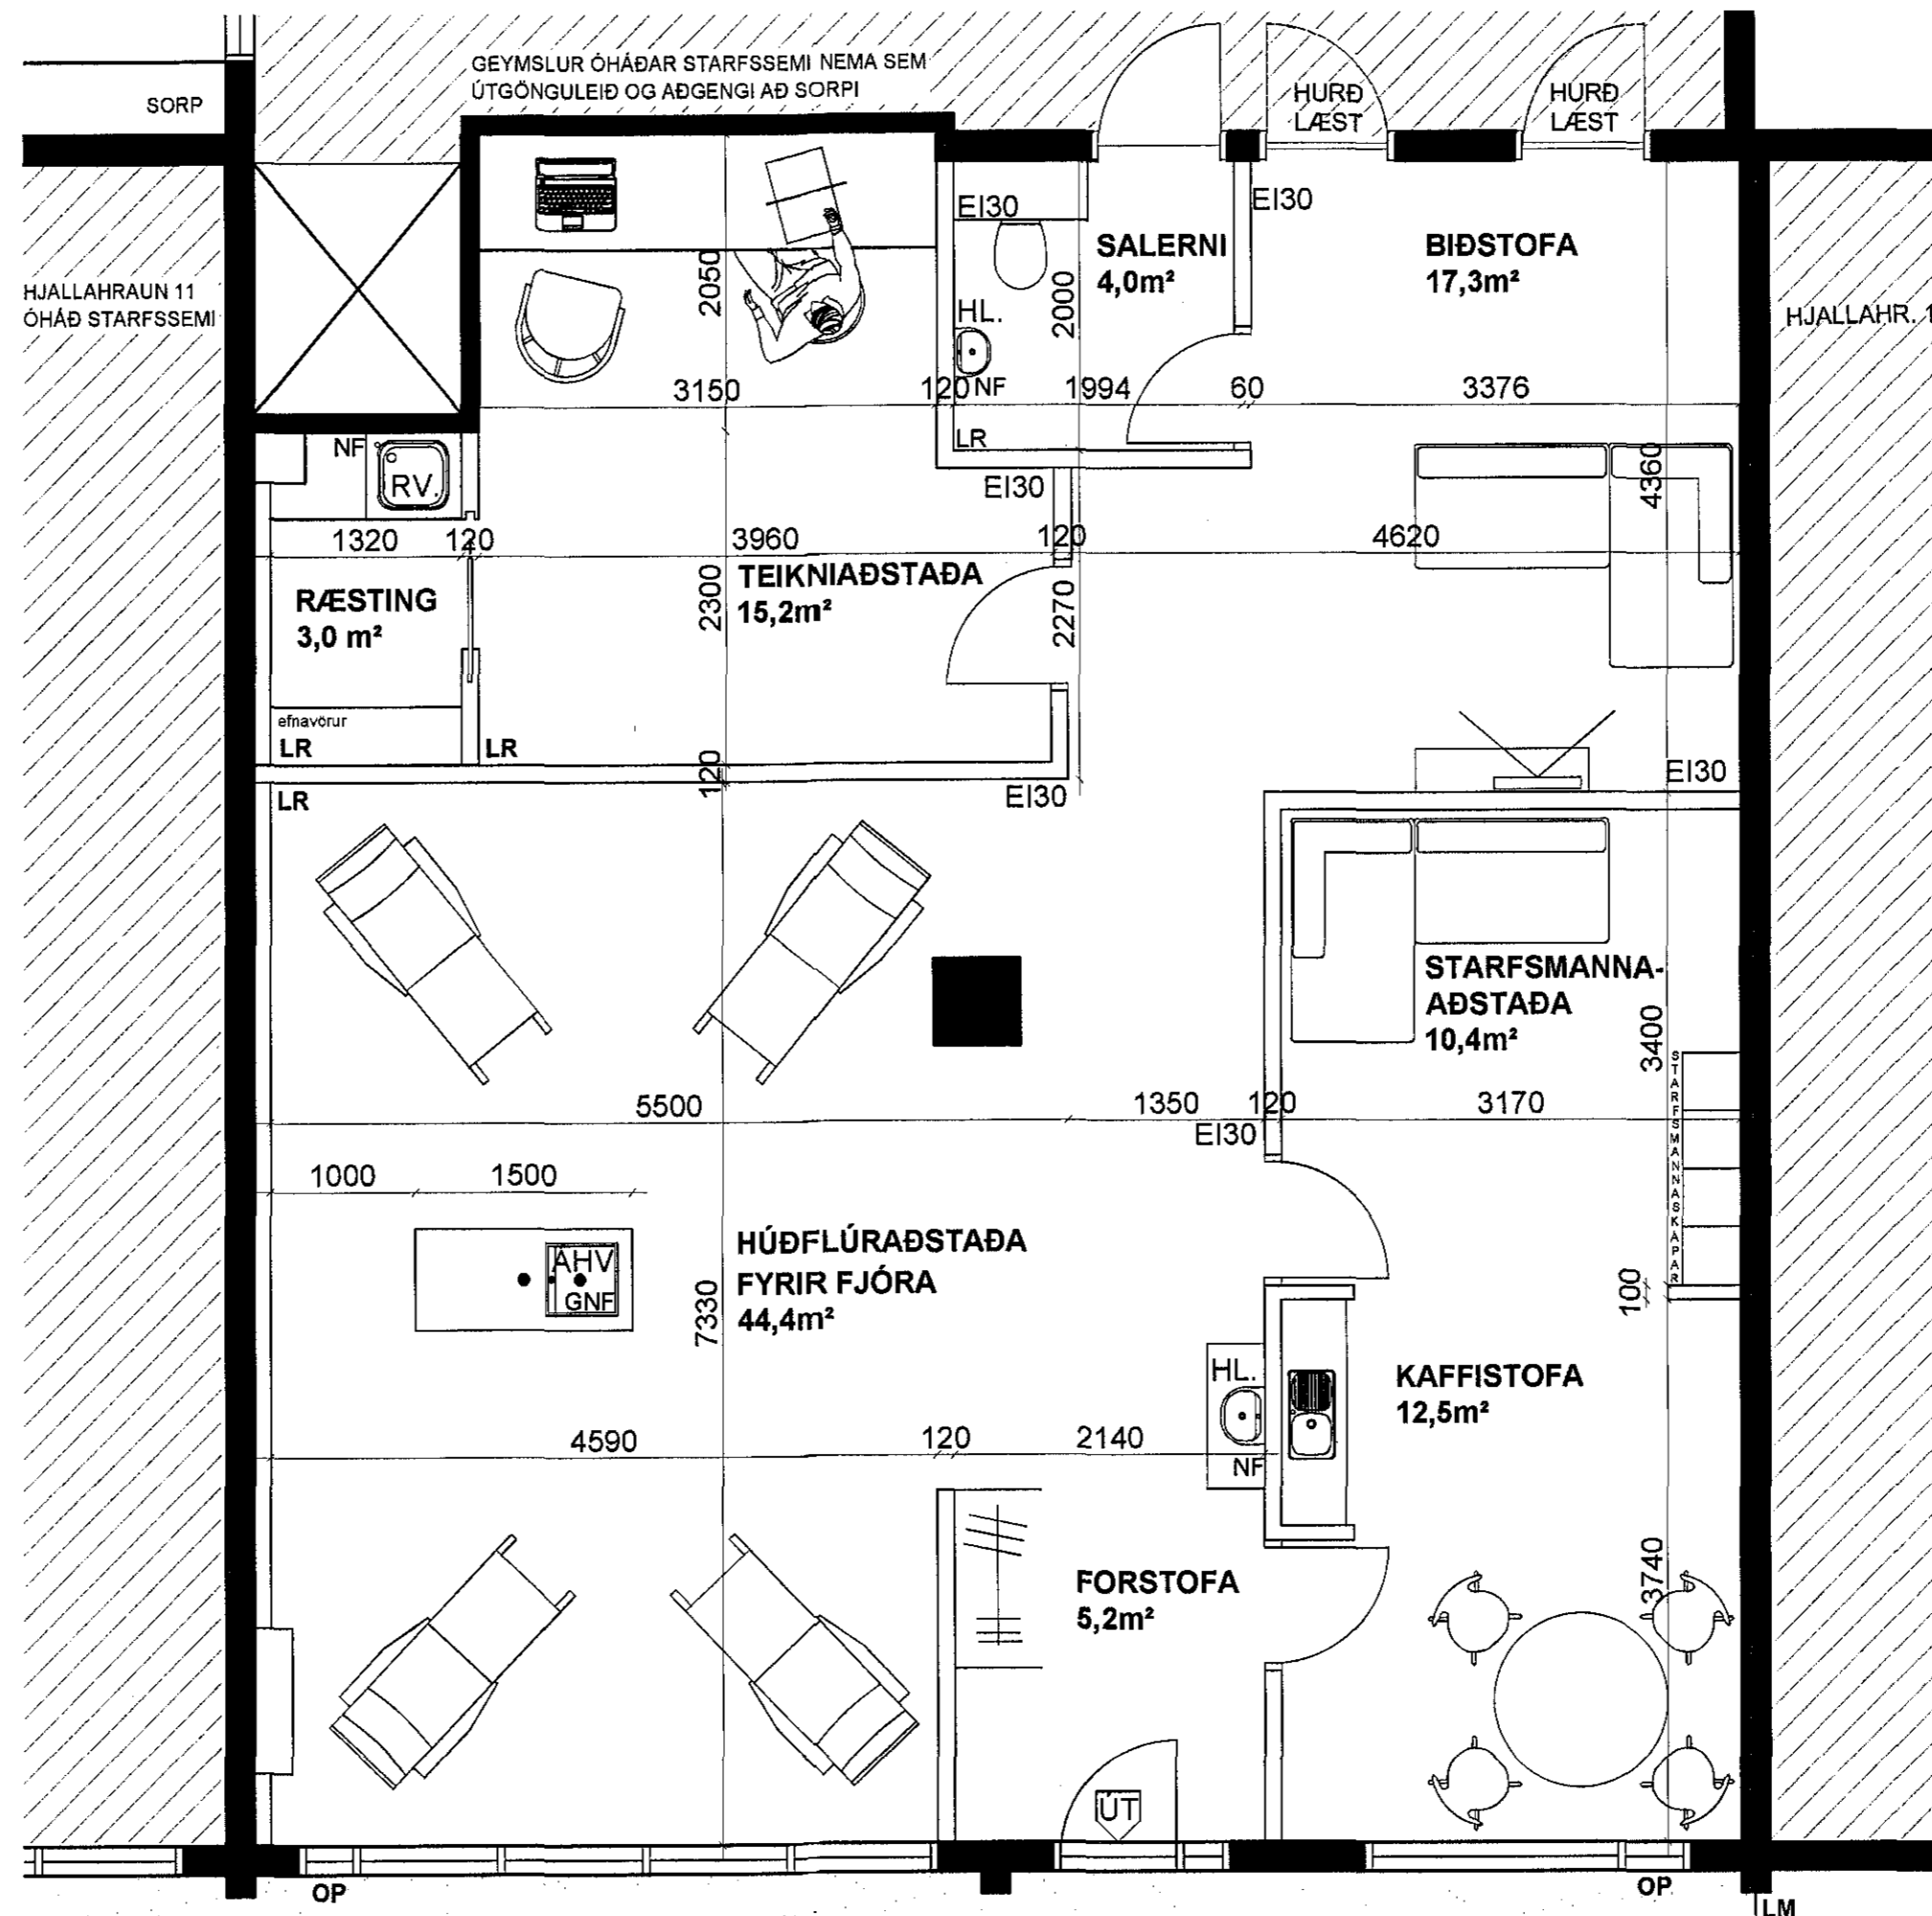 GEYMSLUR ÓHÁÐAR STARFSSEMI NEMA SEM
ÚTGÖNGULEIÐ OG AÐGENGI AÐ SORPI
SORP
HURÐ
LÆST
HURÐ
LÆST
HJALLAHRAUN 11
ÓHÁÐ STARFSSEMI
HJALLAHR. 1
EI30
EI30
SALERNI
4,0m²
BIÐSTOFA
17,3m²
2050
2000
HL.
NF
3150
120
1994
60
3376
LR
NF
RV.
EI30
4360
1320
120
3960
120
4620
RÆSTING
3,0 m²
2300
TEIKNIAÐSTAÐA
15,2m²
2270
efnavörur
LR
LR
120
LR
EI30
EI30
STARFSMANNA-
AÐSTAÐA
10,4m²
3400
STARFSMANNASKAPAR
5500
1350
120
3170
EI30
1000
1500
AHV
GNF
HÚÐFLÚRAÐSTAÐA
FYRIR FJÓRA
44,4m²
7330
100
HL.
NF
KAFFISTOFA
12,5m²
4590
120
2140
FORSTOFA
5,2m²
3740
ÚT
OP
OP
LM